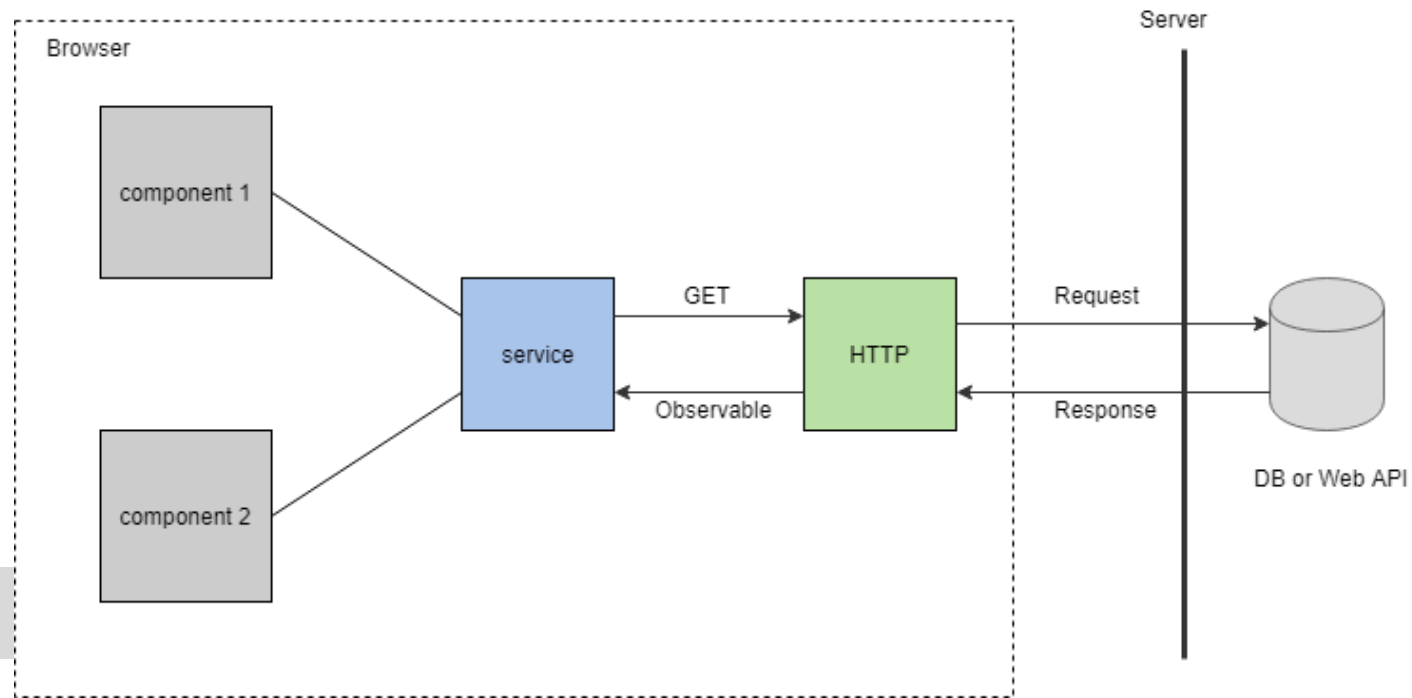 Server
Browser
component 1
GET
Request
service
HTTP
Observable
Response
DB or Web API
component 2